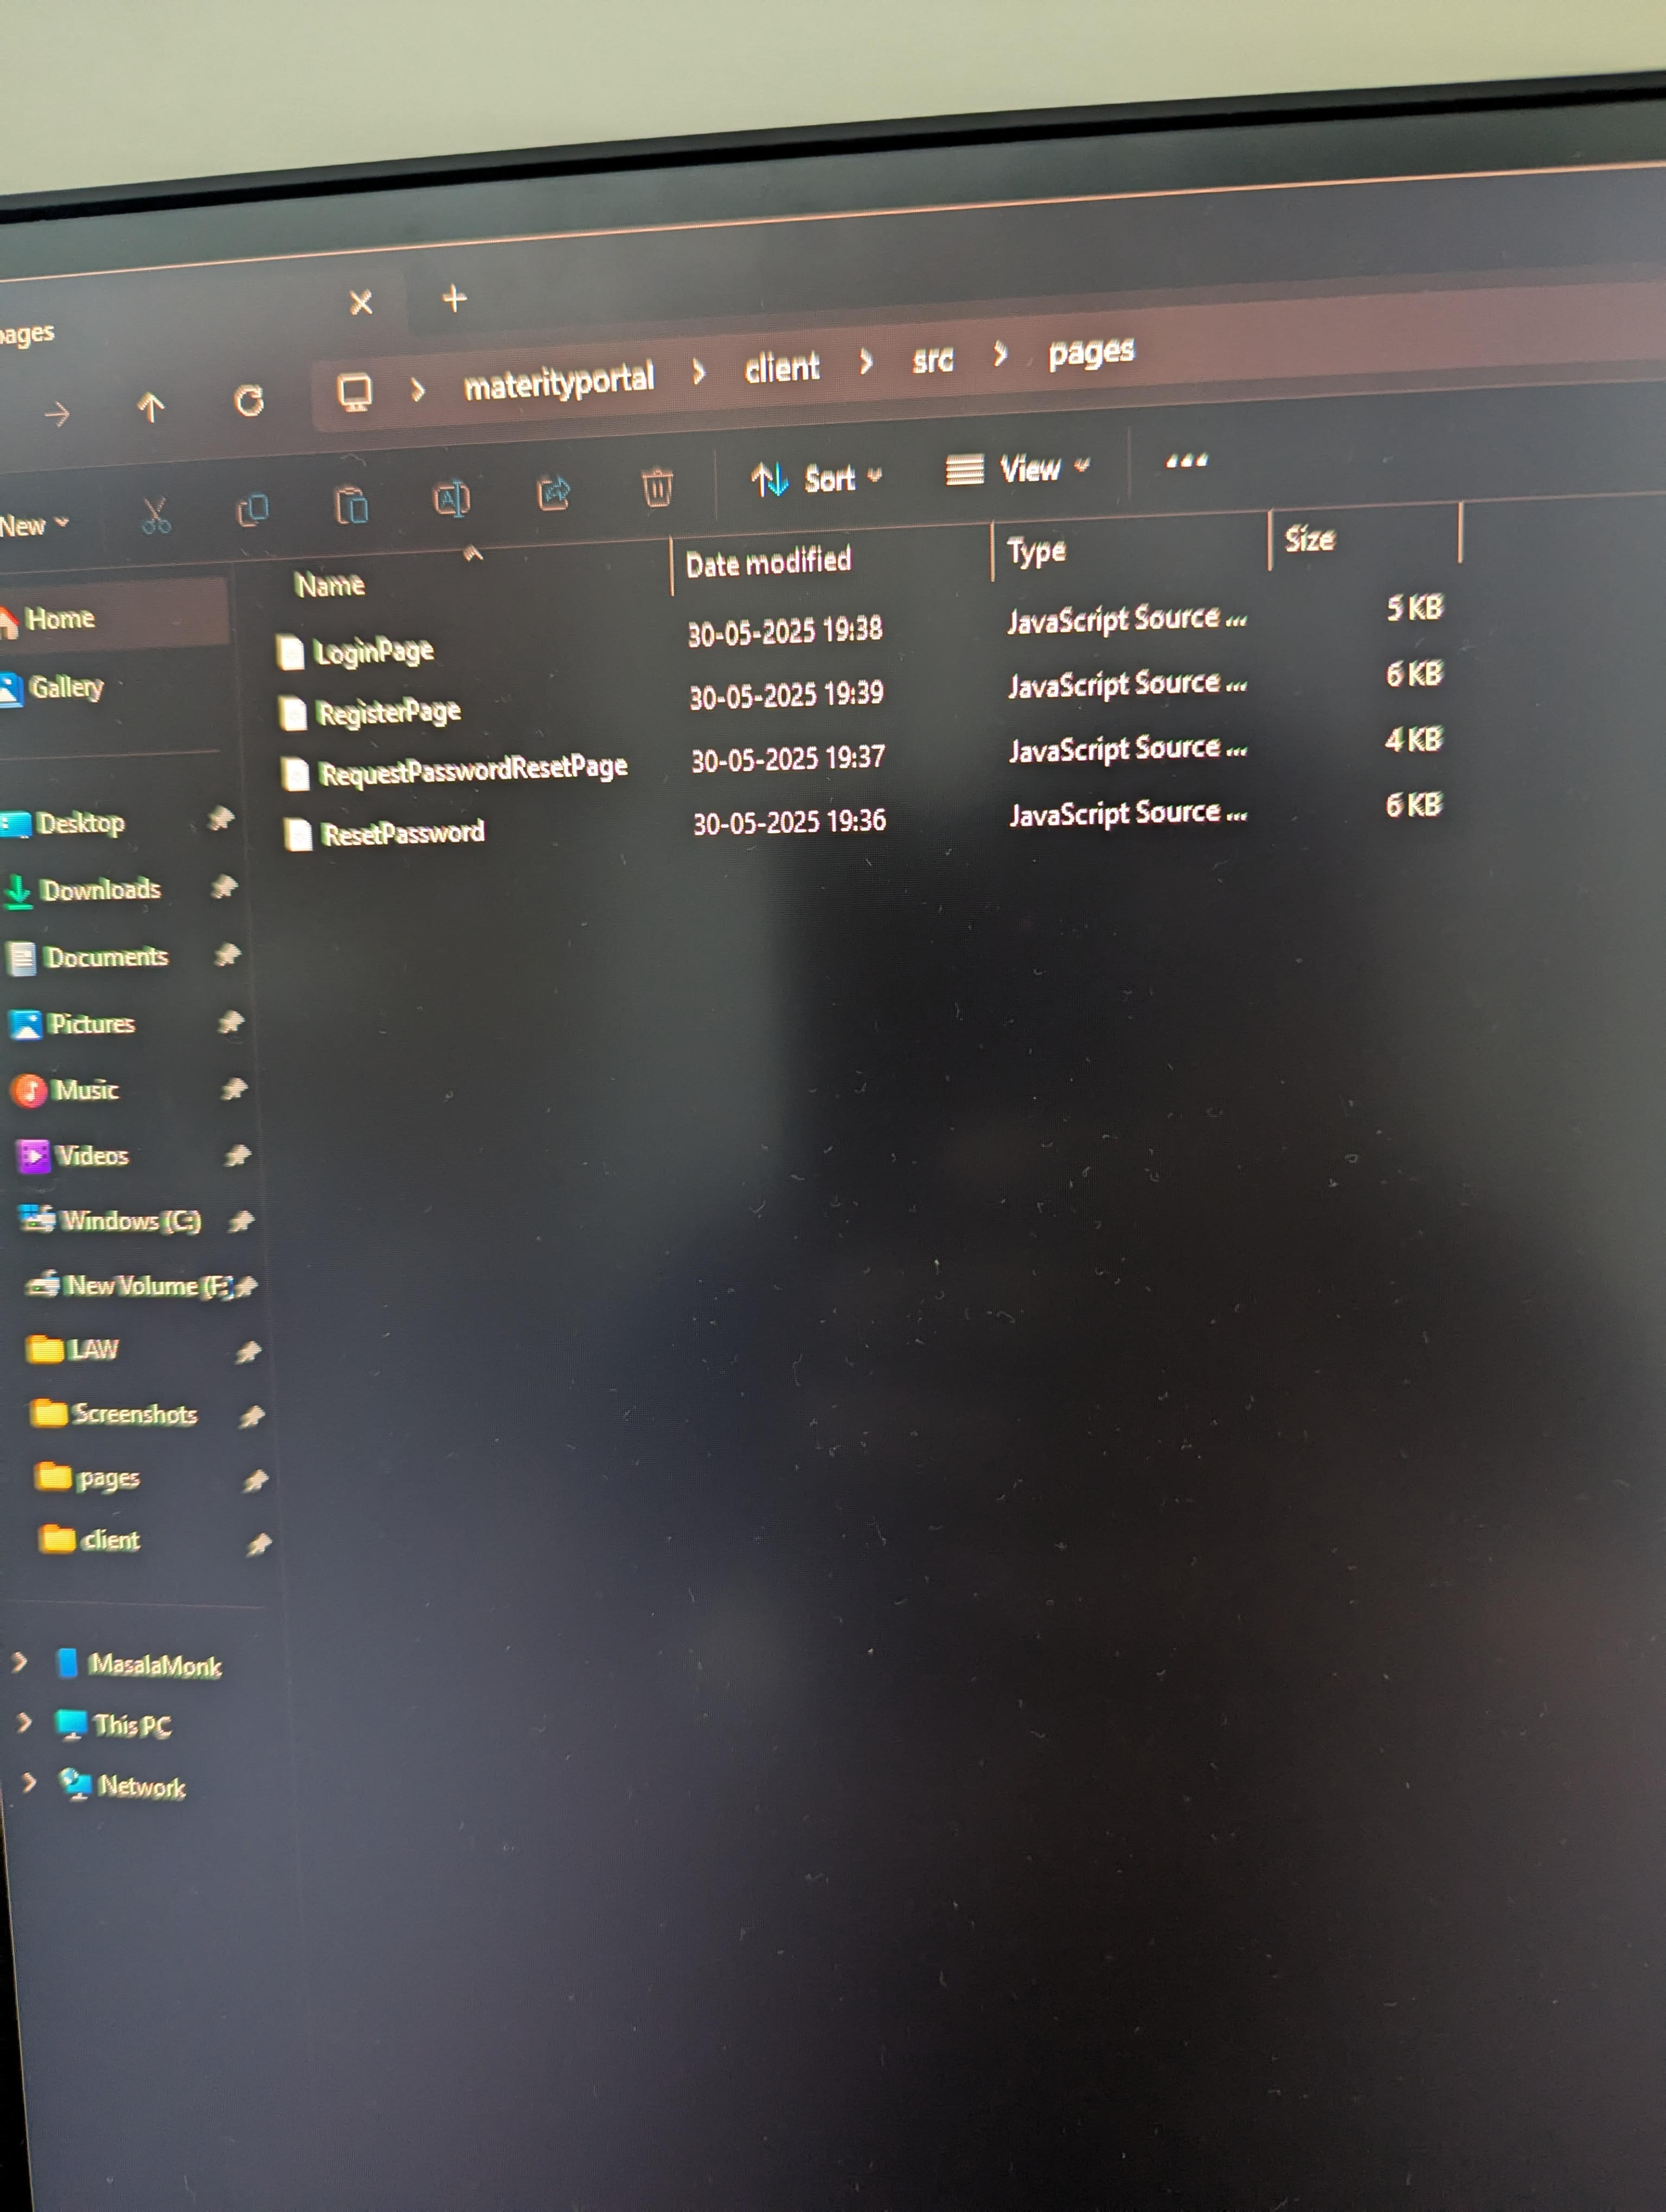 pages
materityportal > client > src > pages
New
Sort
View
Name Date modified Type Size
LoginPage 30-05-2025 19:38 JavaScript Source ... 5 KB
RegisterPage 30-05-2025 19:39 JavaScript Source ... 6 KB
RequestPasswordResetPage 30-05-2025 19:37 JavaScript Source ... 4 KB
ResetPassword 30-05-2025 19:36 JavaScript Source ... 6 KB
Home
Gallery
Desktop
Downloads
Documents
Pictures
Music
Videos
Windows (C:)
New Volume (F:
LAW
Screenshots
pages
client
MasalaMonk
This PC
Network